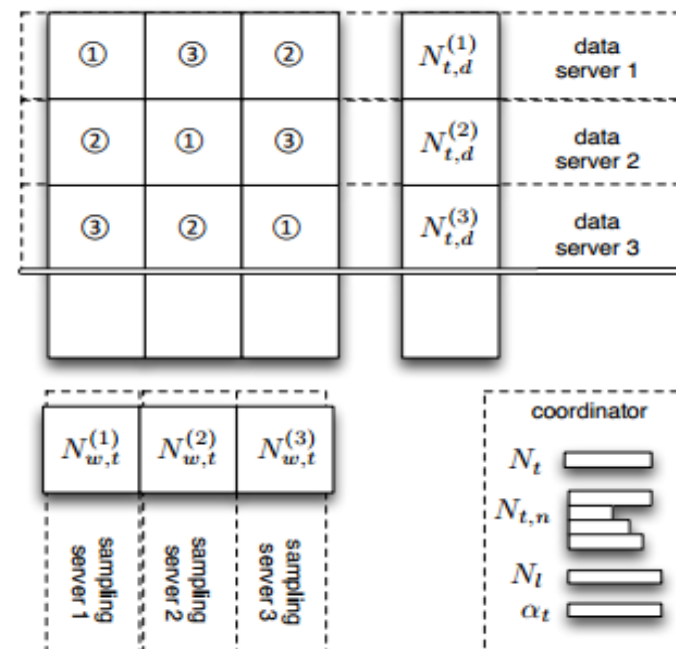 ① ③ ② N_{t,d}^{(1)} data server 1
② ① ③ N_{t,d}^{(2)} data server 2
③ ② ① N_{t,d}^{(3)} data server 3
N_{w,t}^{(1)} N_{w,t}^{(2)} N_{w,t}^{(3)}
sampling
server 1
sampling
server 2
sampling
server 3
coordinator
N_t
N_{t,n}
N_l
α_t